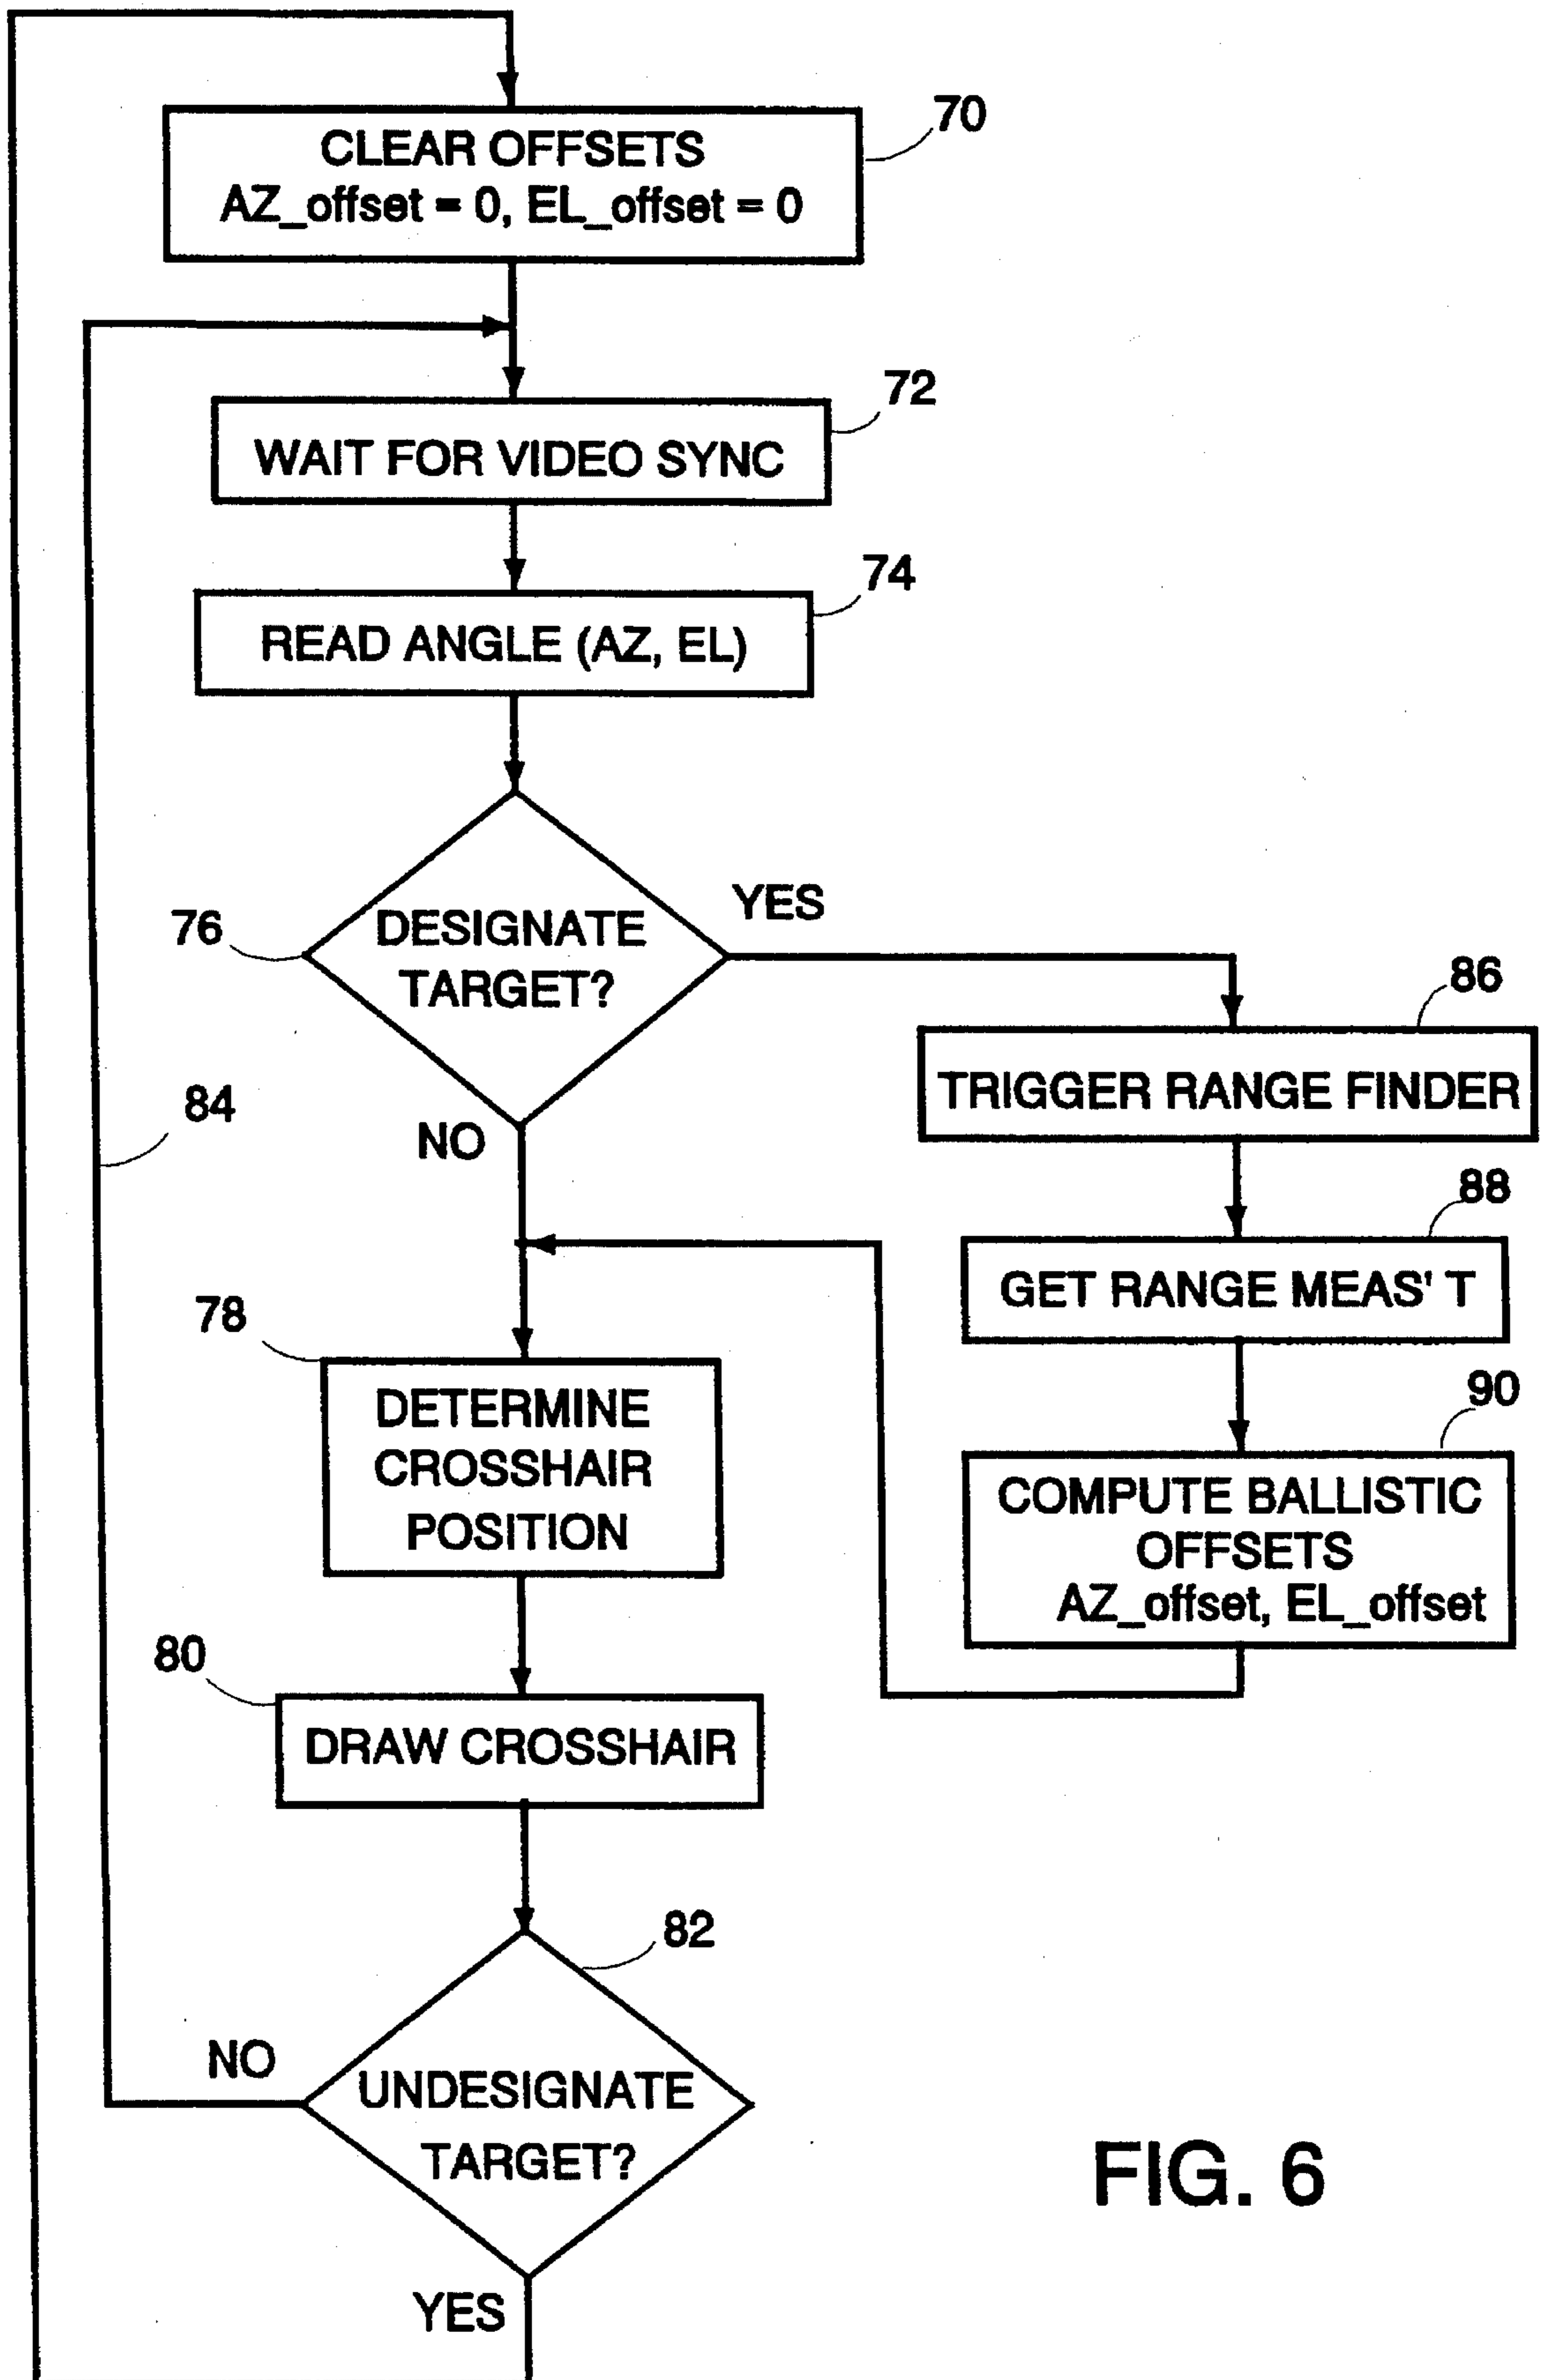 70
CLEAR OFFSETS
AZ_offset = 0, EL_offset = 0
72
WAIT FOR VIDEO SYNC
74
READ ANGLE (AZ, EL)
76
DESIGNATE
TARGET?
YES
NO
86
TRIGGER RANGE FINDER
84
88
GET RANGE MEAS' T
78
DETERMINE
CROSSHAIR
POSITION
90
COMPUTE BALLISTIC
OFFSETS
AZ_offset, EL_offset
80
DRAW CROSSHAIR
82
NO
UNDESIGNATE
TARGET?
YES
FIG. 6